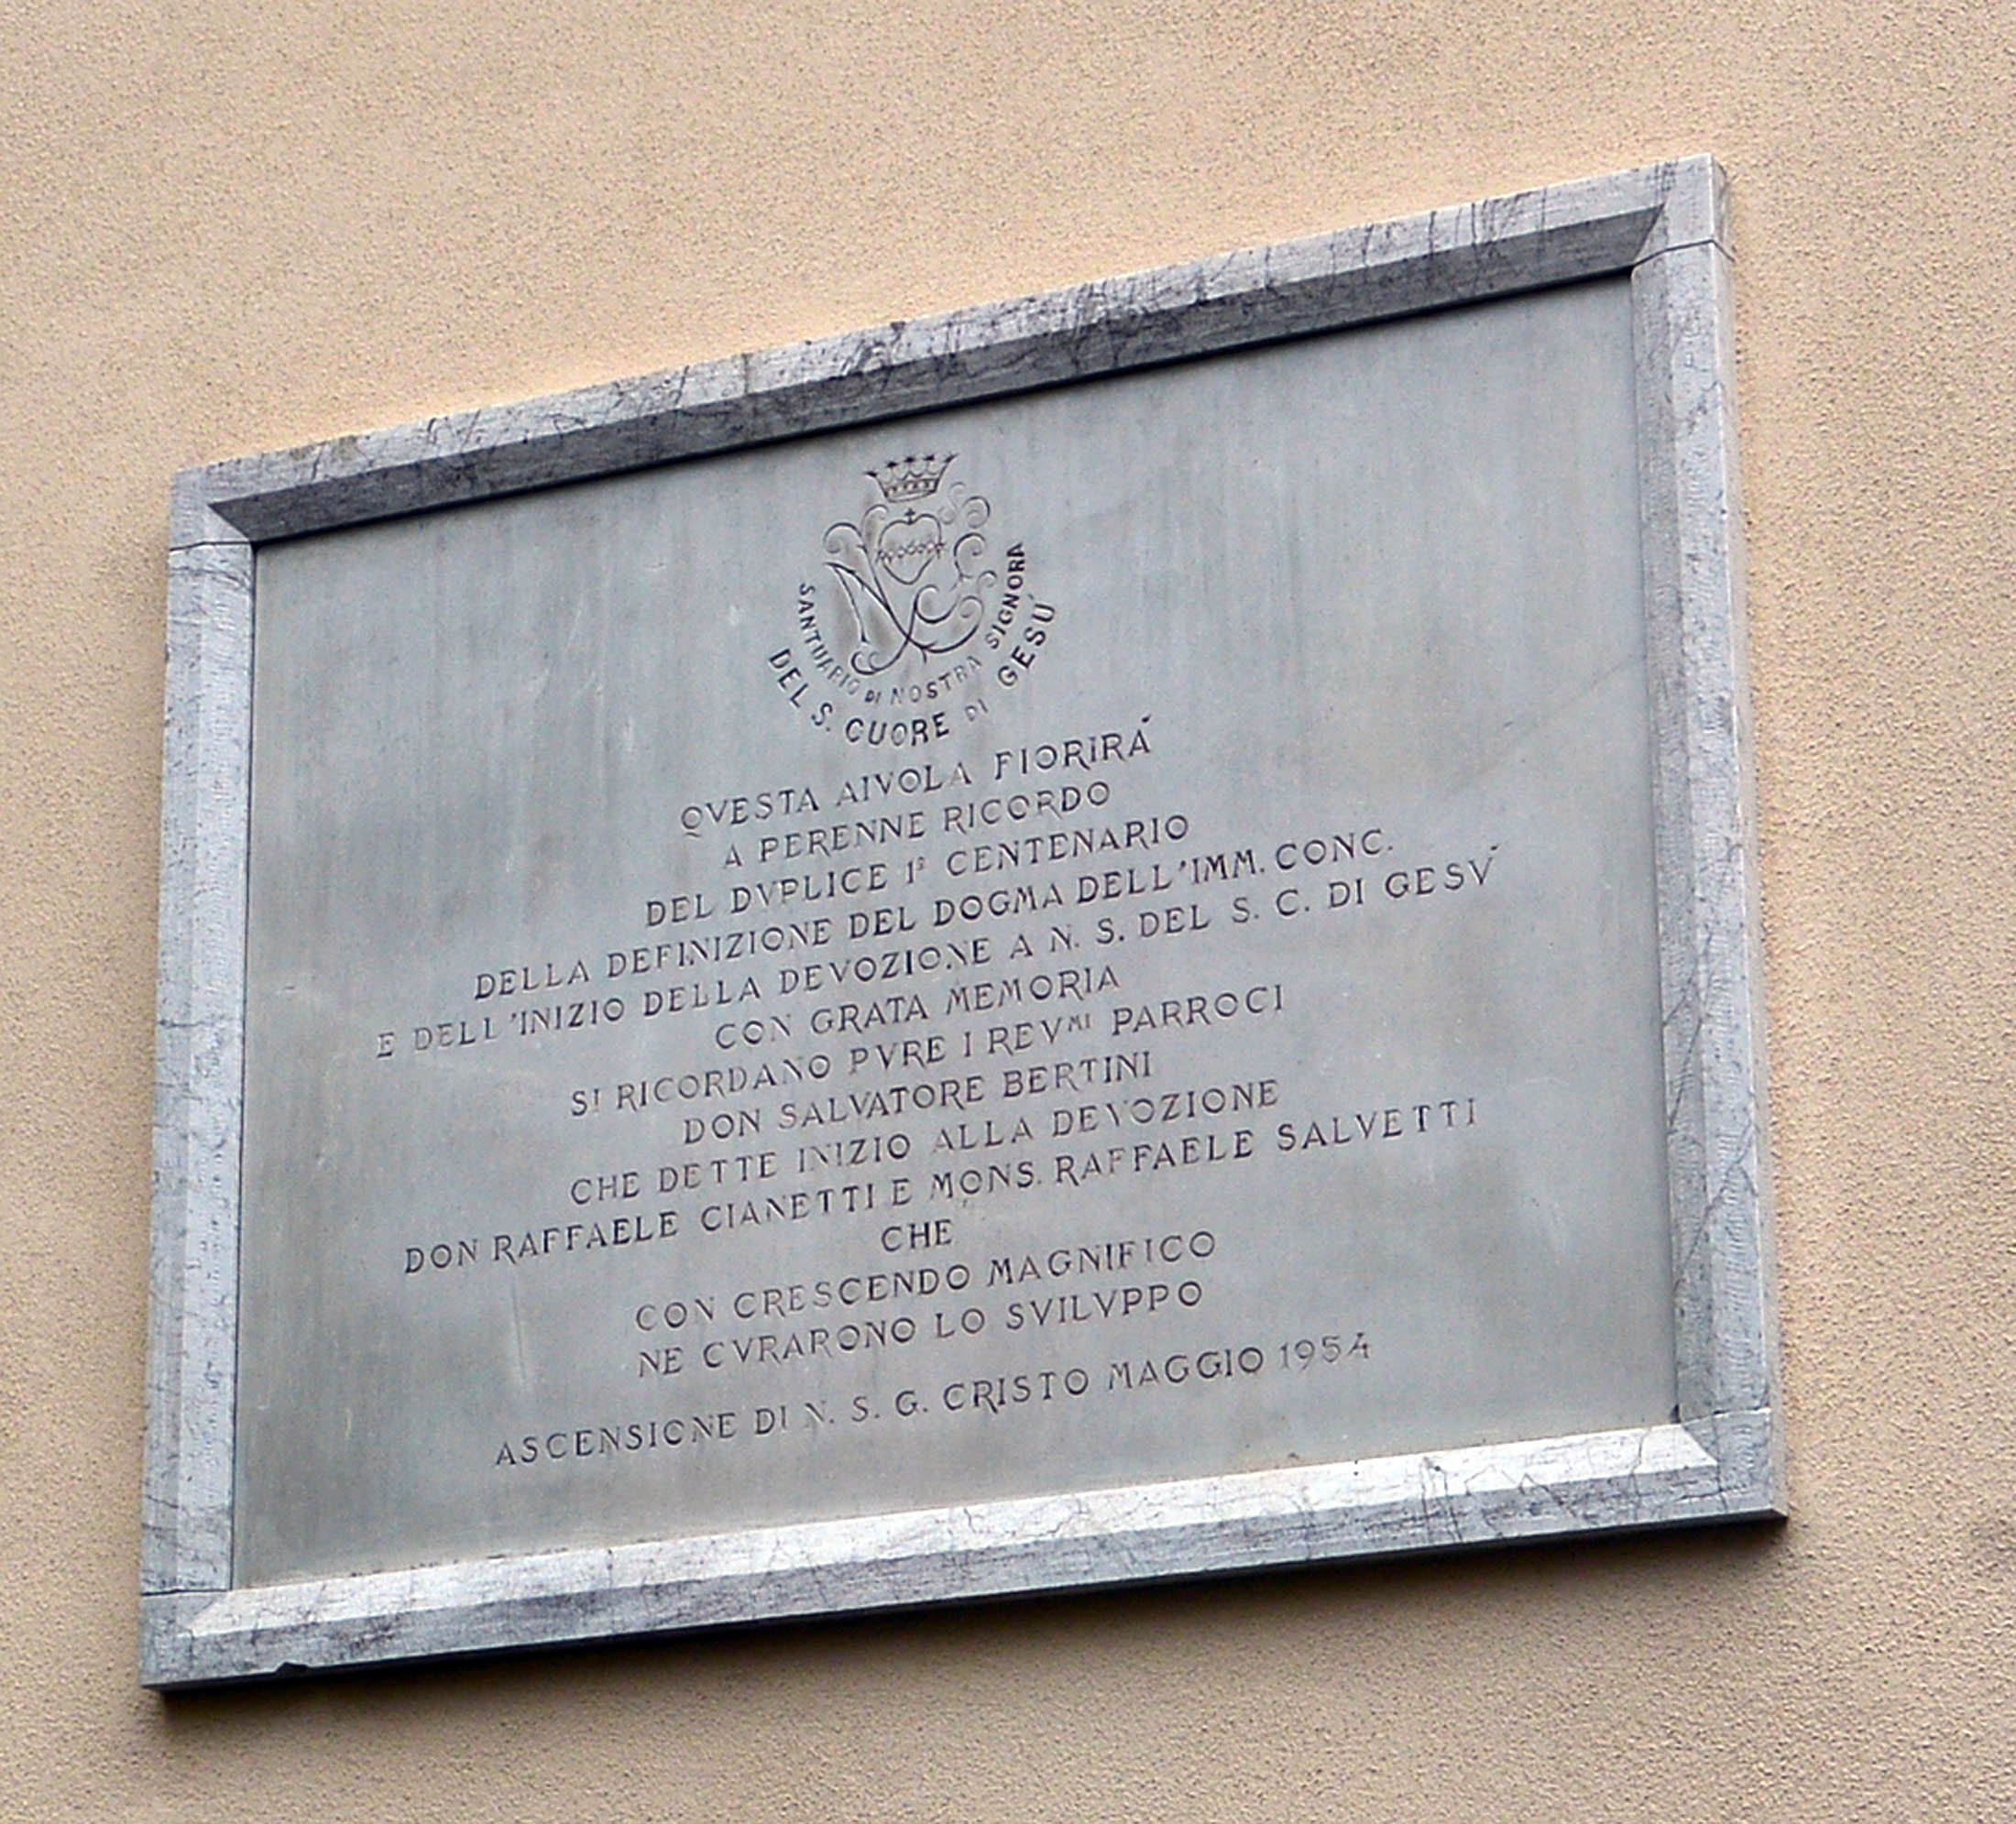 SANTUARIO DI NOSTRA SIGNORA
DEL S. CUORE DI GESÙ
QVESTA AIVOLA FIORIRÀ
A PERENNE RICORDO
DEL DVPLICE 1º CENTENARIO
DELLA DEFINIZIONE DEL DOGMA DELL'IMM. CONC.
E DELL'INIZIO DELLA DEVOZIONE A N. S. DEL S. C. DI GESV̀
CON GRATA MEMORIA
SI RICORDANO PVRE I REVᴹᴵ PARROCI
DON SALVATORE BERTINI
CHE DETTE INIZIO ALLA DEVOZIONE
DON RAFFAELE CIANETTI E MONS. RAFFAELE SALVETTI
CHE
CON CRESCENDO MAGNIFICO
NE CVRARONO LO SVILVPPO
ASCENSIONE DI N. S. G. CRISTO MAGGIO 1954